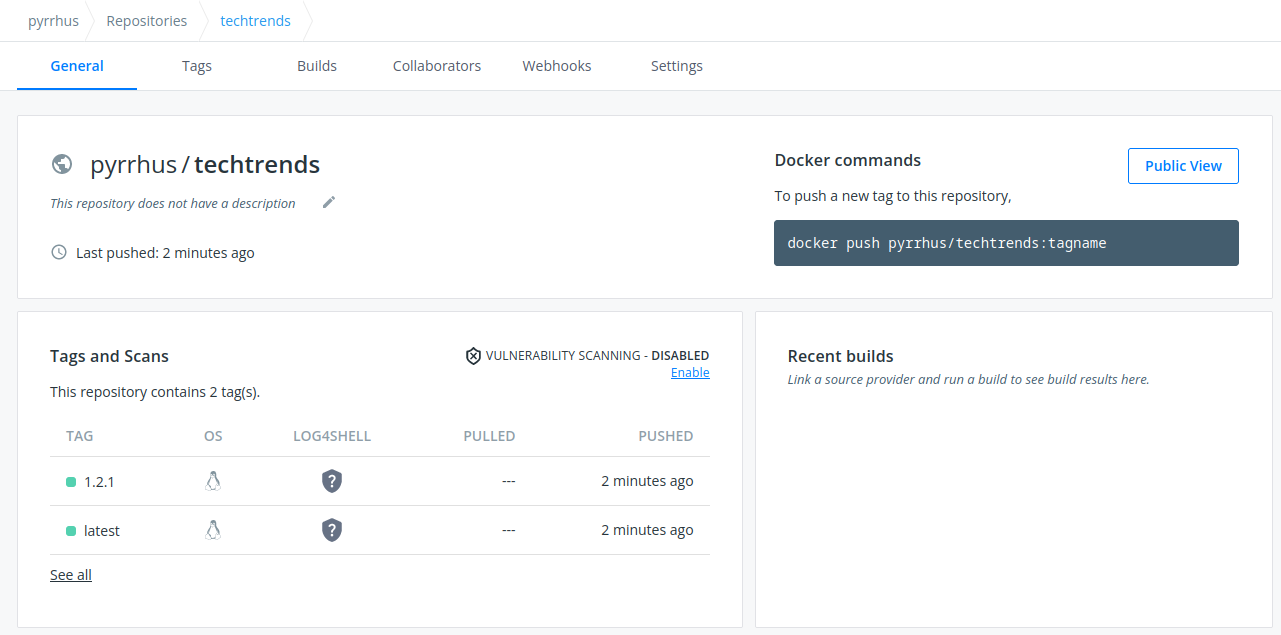 pyrrhus Repositories techtrends
General Tags Builds Collaborators Webhooks Settings
pyrrhus / techtrends
This repository does not have a description
Last pushed: 2 minutes ago
Docker commands
Public View
To push a new tag to this repository,
docker push pyrrhus/techtrends:tagname
Tags and Scans
VULNERABILITY SCANNING - DISABLED
Enable
This repository contains 2 tag(s).
TAG OS LOG4SHELL PULLED PUSHED
1.2.1 ? --- 2 minutes ago
latest ? --- 2 minutes ago
See all
Recent builds
Link a source provider and run a build to see build results here.